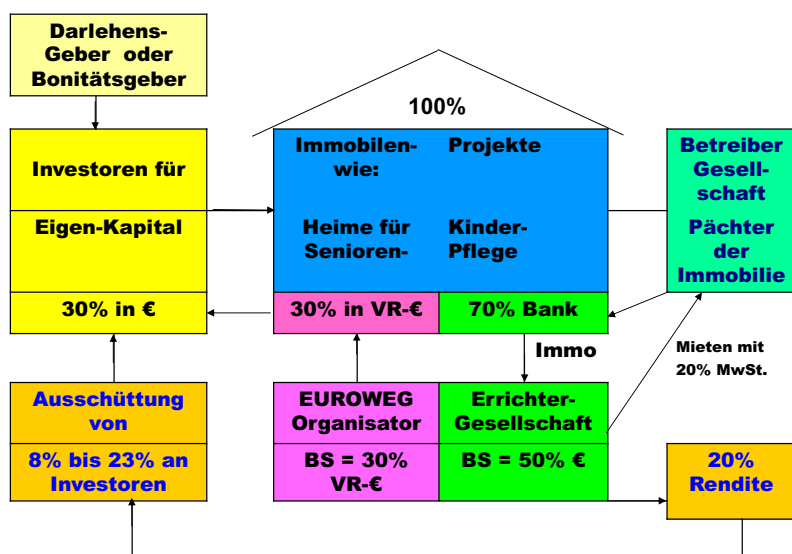 Darlehens-
Geber oder
Bonitätsgeber
100%
Investoren für
Eigen-Kapital
30% in €
Immobilen- Projekte
wie:
Heime für Kinder-
Senioren- Pflege
30% in VR-€
70% Bank
Betreiber
Gesell-
schaft
Pächter
der
Immobilie
Immo
Mieten mit
20% MwSt.
Ausschüttung
von
8% bis 23% an
Investoren
EUROWEG
Organisator
BS = 30%
VR-€
Errichter-
Gesellschaft
BS = 50% €
20%
Rendite